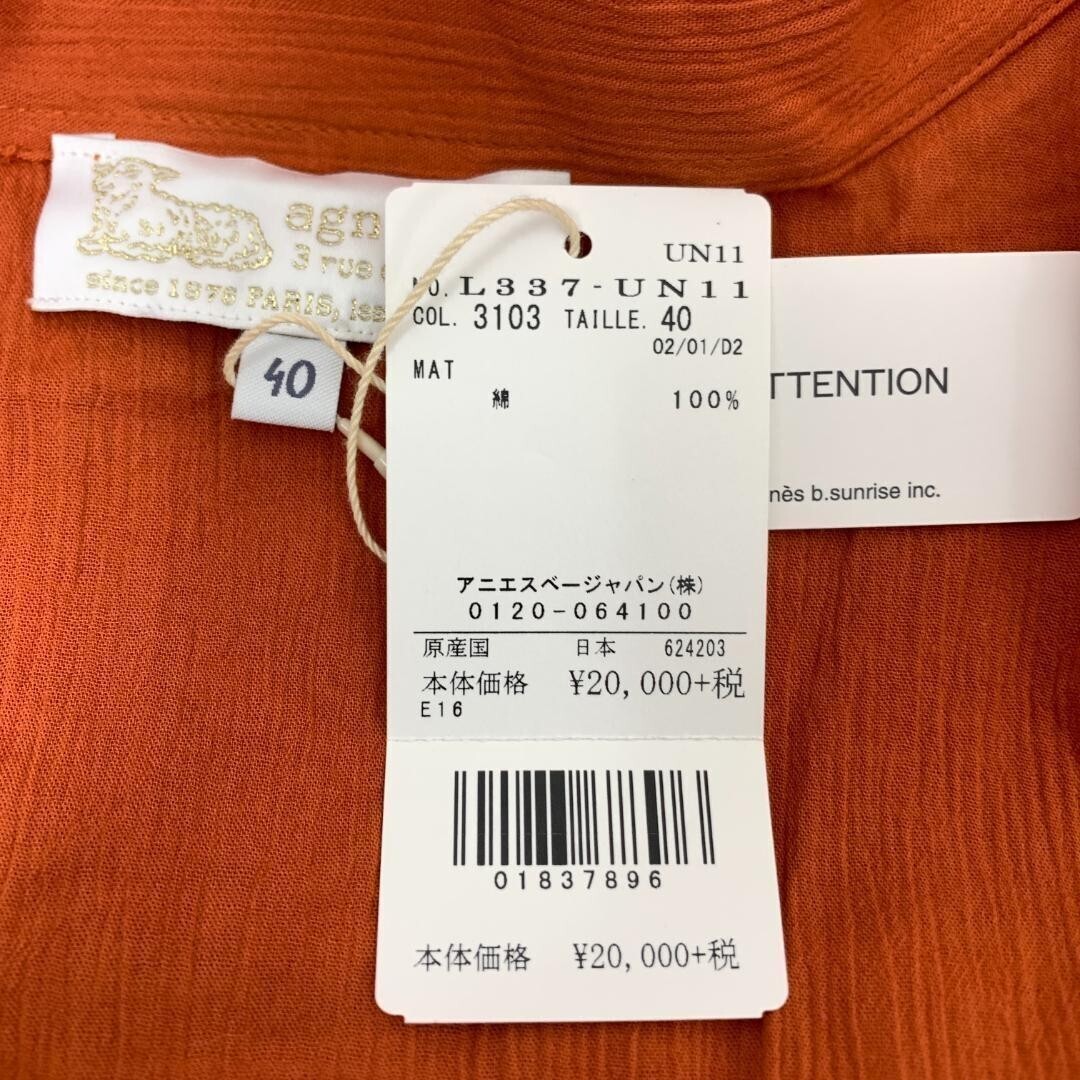 3 rue
since 1976 PARIS,
40
UN11
NO. L337-UN11
COL. 3103 TAILLE. 40
02/01/D2
MAT
綿 100%
アニエスベージャパン(株)
0120-064100
原産国 日本 624203
本体価格 ¥20,000+税
E16
01837896
本体価格 ¥20,000+税
TTENTION
nès b.sunrise inc.